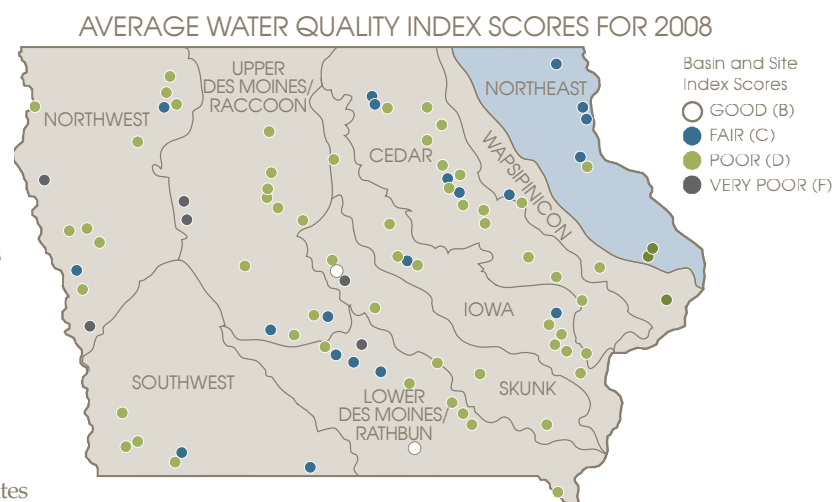 AVERAGE WATER QUALITY INDEX SCORES FOR 2008
Basin and Site
Index Scores
GOOD (B)
FAIR (C)
POOR (D)
VERY POOR (F)
NORTHWEST
UPPER
DES MOINES/
RACCOON
NORTHEAST
CEDAR
WAPSIPINICON
IOWA
SOUTHWEST
SKUNK
LOWER
DES MOINES/
RATHBUN